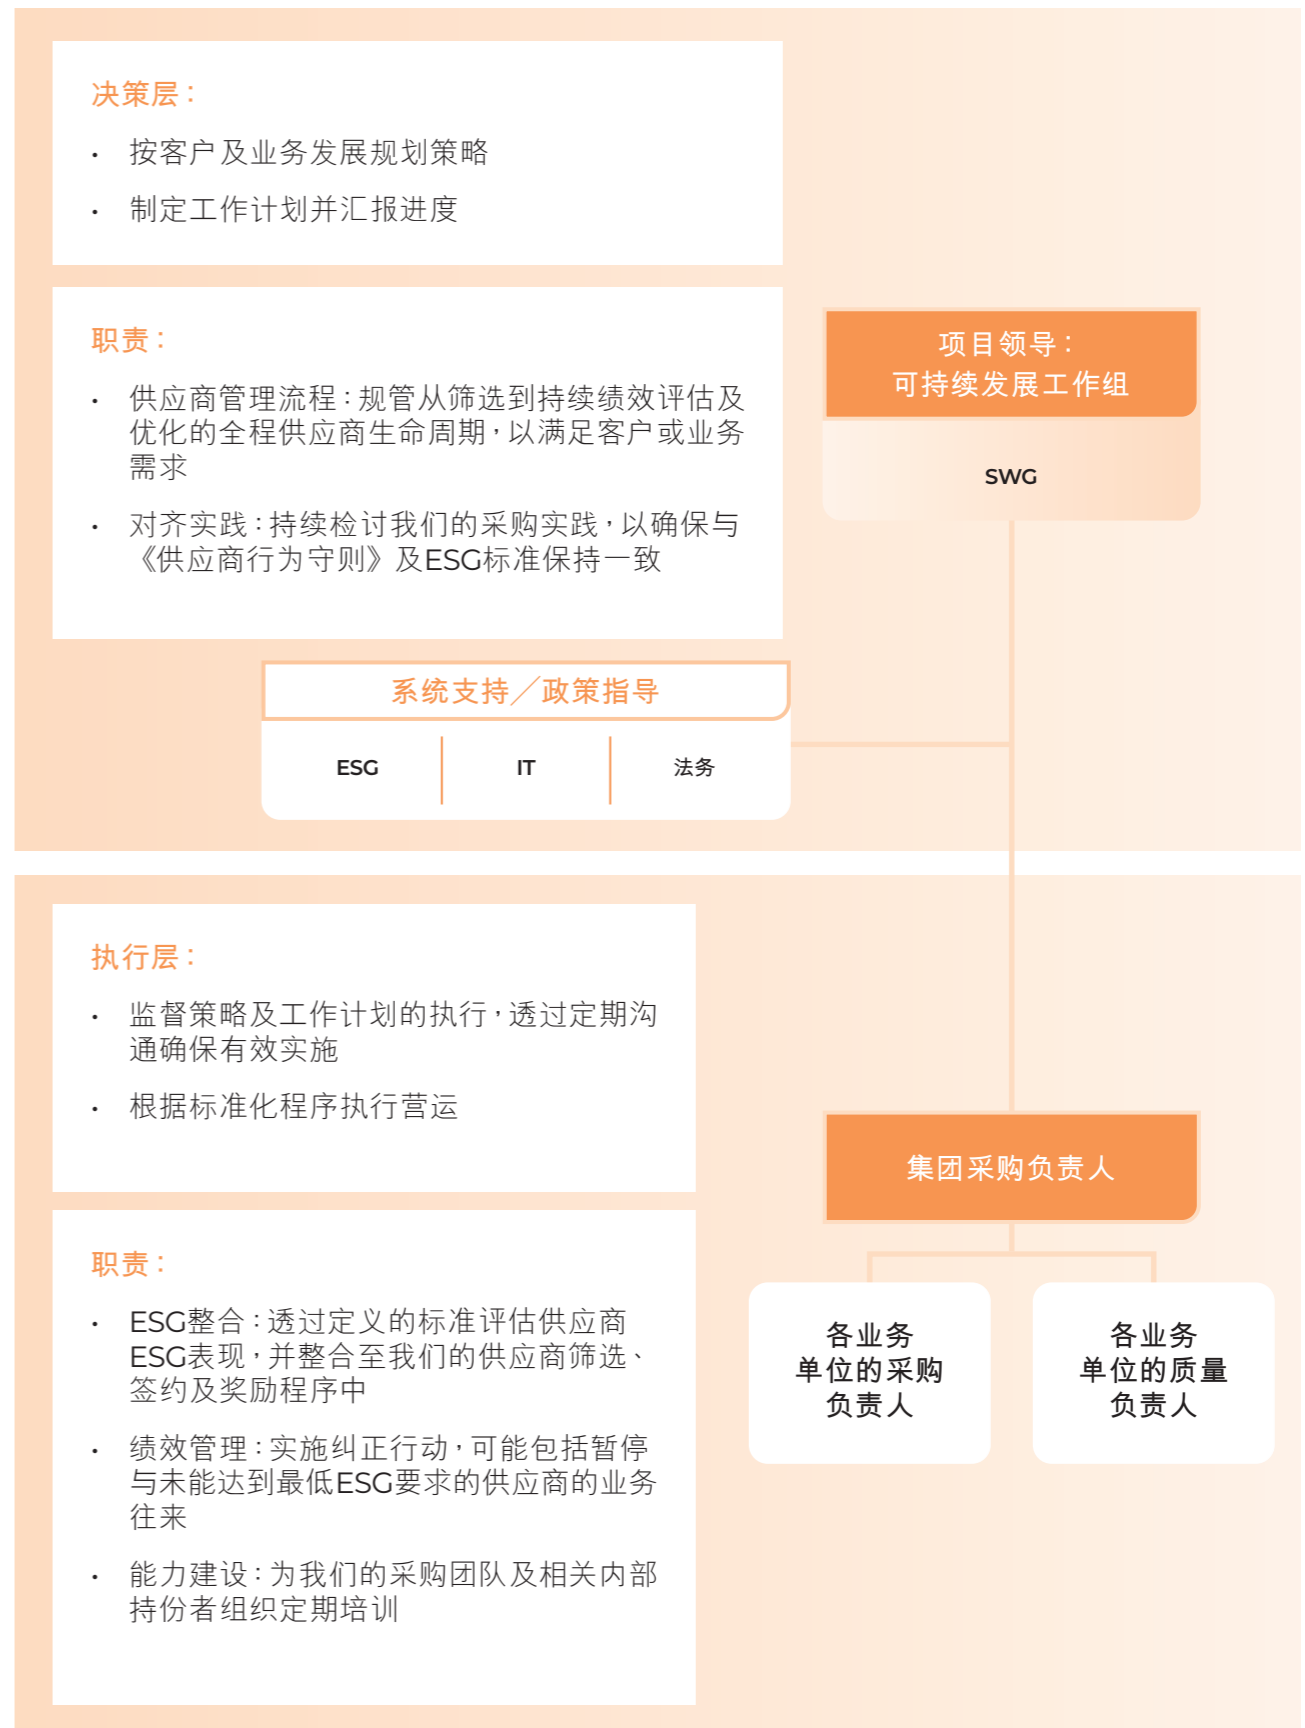 决策层：
• 按客户及业务发展规划策略
• 制定工作计划并汇报进度
职责：
• 供应商管理流程：规管从筛选到持续绩效评估及
优化的全程供应商生命周期，以满足客户或业务
需求
• 对齐实践：持续检讨我们的采购实践，以确保与
《供应商行为守则》及ESG标准保持一致
项目领导：
可持续发展工作组
SWG
系统支持／政策指导
ESG
IT
法务
执行层：
• 监督策略及工作计划的执行，透过定期沟
通确保有效实施
• 根据标准化程序执行营运
职责：
• ESG整合：透过定义的标准评估供应商
ESG表现，并整合至我们的供应商筛选、
签约及奖励程序中
• 绩效管理：实施纠正行动，可能包括暂停
与未能达到最低ESG要求的供应商的业务
往来
• 能力建设：为我们的采购团队及相关内部
持份者组织定期培训
集团采购负责人
各业务
单位的采购
负责人
各业务
单位的质量
负责人